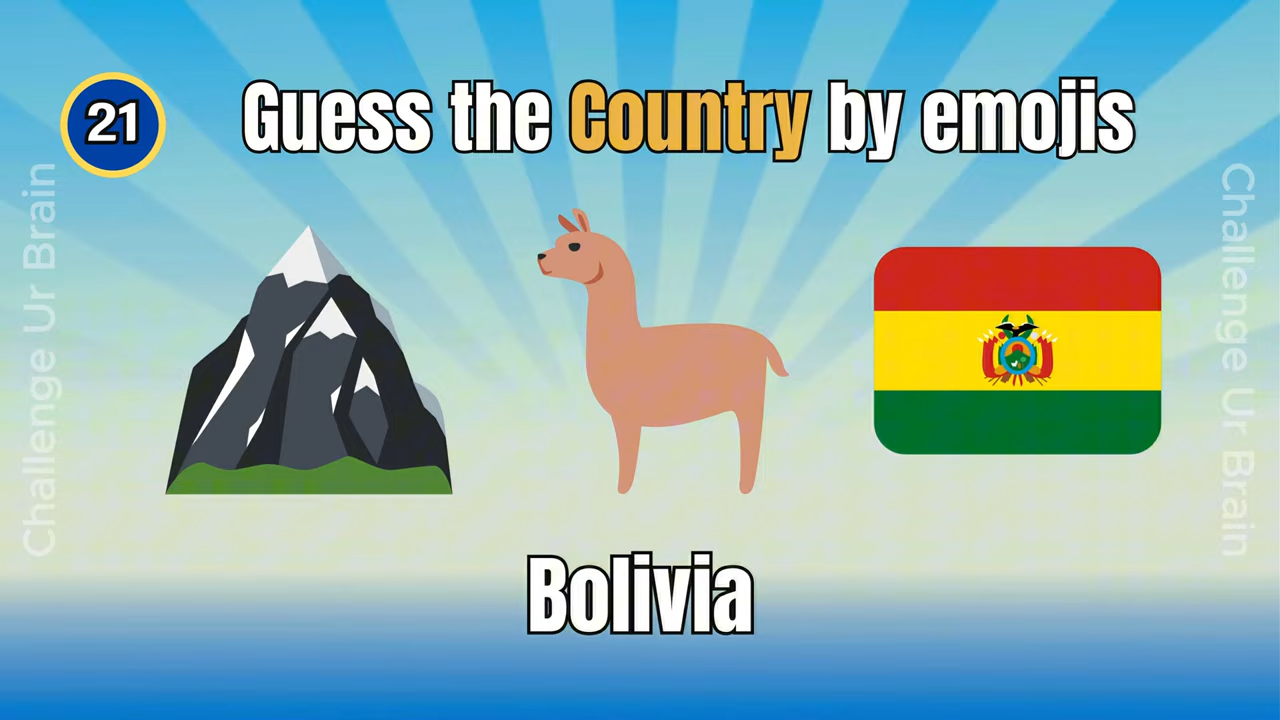 21
Guess the Country by emojis
Challenge Ur Brain
Challenge Ur Brain
Bolivia